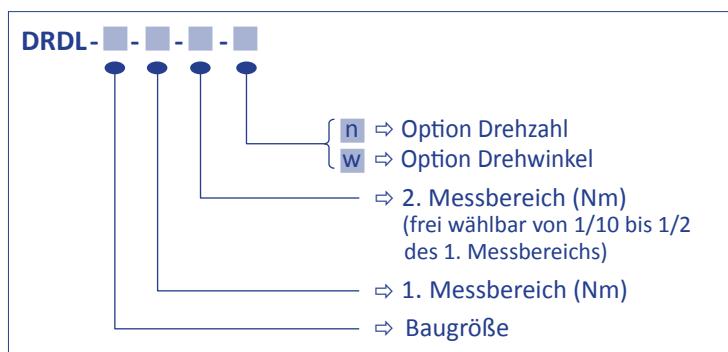 DRDL- - - -
n ⇨ Option Drehzahl
w ⇨ Option Drehwinkel
⇨ 2. Messbereich (Nm)
(frei wählbar von 1/10 bis 1/2
des 1. Messbereichs)
⇨ 1. Messbereich (Nm)
⇨ Baugröße